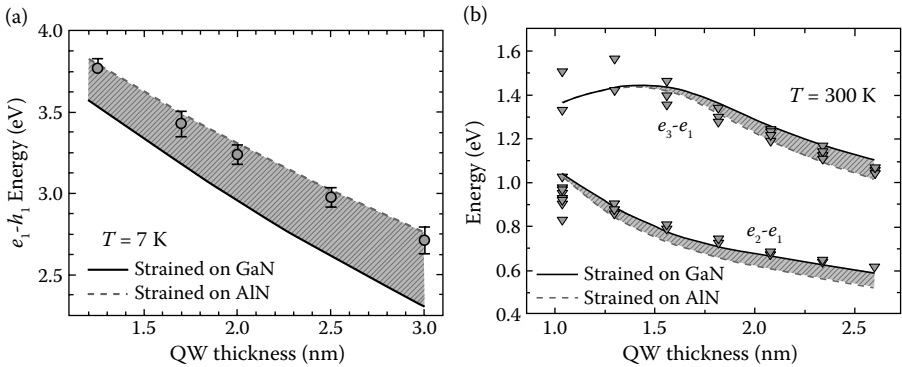 (a)
4.0
3.5
3.0
2.5
e₁-h₁ Energy (eV)
T = 7 K
Strained on GaN
Strained on AlN
1.5 2.0 2.5 3.0
QW thickness (nm)
(b)
1.6
1.4
1.2
1.0
0.8
0.6
0.4
Energy (eV)
T = 300 K
e₃-e₁
e₂-e₁
Strained on GaN
Strained on AlN
1.0 1.5 2.0 2.5
QW thickness (nm)